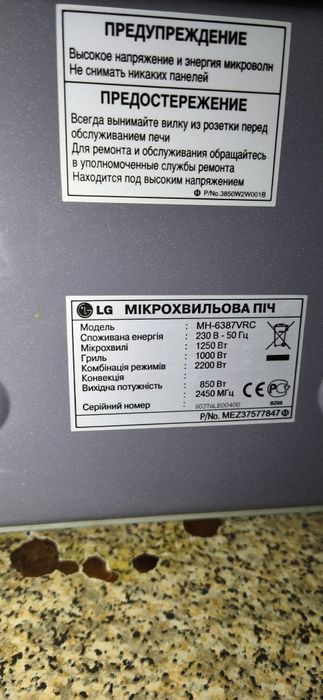 ПРЕДУПРЕЖДЕНИЕ
Высокое напряжение и энергия микроволн
Не снимать никаких панелей
ПРЕДОСТЕРЕЖЕНИЕ
Всегда вынимайте вилку из розетки перед
обслуживанием печи
Для ремонта и обслуживания обращайтесь
в уполномоченные службы ремонта
Находится под высоким напряжением
P/No.3850W2W001B
LG МІКРОХВИЛЬОВА ПІЧ
Модель : MH-6387VRC
Споживана енергія : 230 В - 50 Гц
Мікрохвилі : 1250 Вт
Гриль : 1000 Вт
Комбінація режимів : 2200 Вт
Конвекція :
Вихідна потужність : 850 Вт
2450 МГц
CE
Серійний номер : 803TALB00400
P/No. MEZ37577847